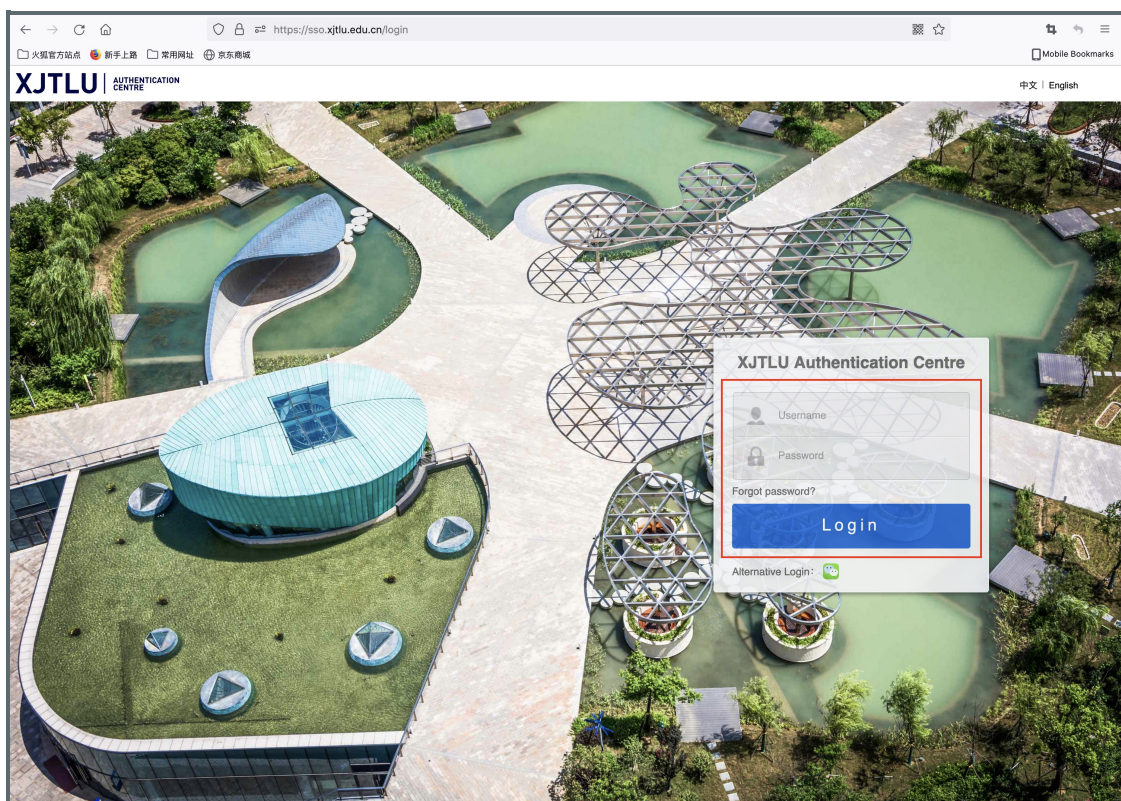 https://sso.xjtlu.edu.cn/login
火狐官方站点 新手上路 常用网址 京东商城 Mobile Bookmarks
XJTLU AUTHENTICATION CENTRE 中文 | English
XJTLU Authentication Centre
Username
Password
Forgot password?
Login
Alternative Login: